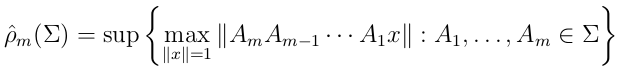 \hat{\rho}_m(\Sigma) = \sup \left\{ \max_{\|x\|=1} \|A_m A_{m-1} \cdots A_1 x\| : A_1, \ldots, A_m \in \Sigma \right\}